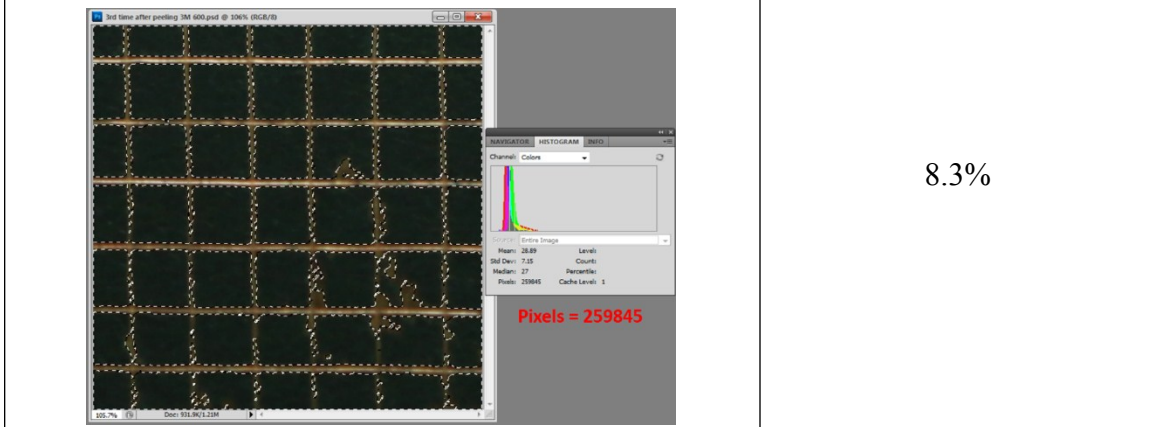 3rd time after peeling 3M 600.psd @ 106% (RGB/8)
NAVIGATOR HISTOGRAM INFO
Channel: Colors
Entire Image
Mean: 28.89 Level:
Std Dev: 7.15 Count:
Median: 27 Percentile:
Pixels: 259845 Cache Level: 1
Pixels = 259845
8.3%
105.7% Doc: 931.9K/1.21M